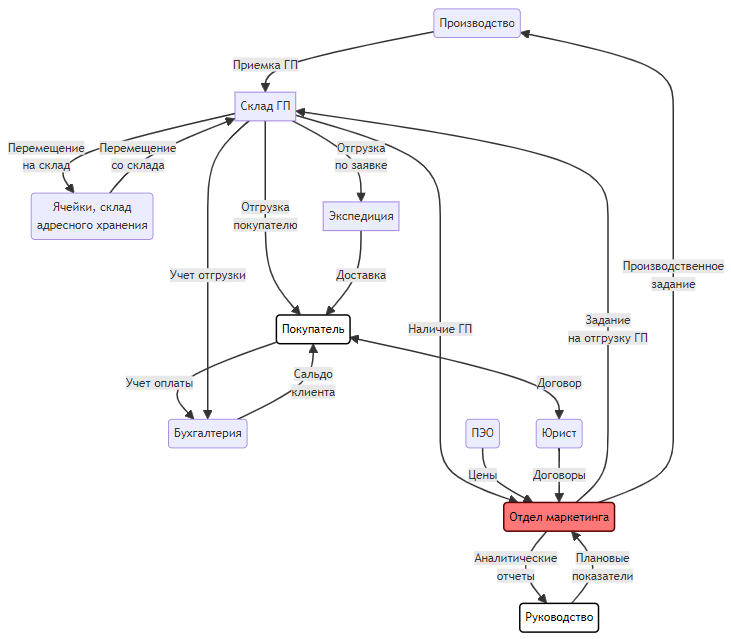 Производство
Приемка ГП
Склад ГП
Перемещение
на склад
Перемещение
со склада
Отгрузка
по заявке
Ячейки, склад
адресного хранения
Отгрузка
покупателю
Экспедиция
Учет отгрузки
Доставка
Производственное
задание
Покупатель
Наличие ГП
Задание
на отгрузку ГП
Учет оплаты
Сальдо
клиента
Договор
Бухгалтерия
ПЭО
Юрист
Цены
Договоры
Отдел маркетинга
Аналитические
отчеты
Плановые
показатели
Руководство